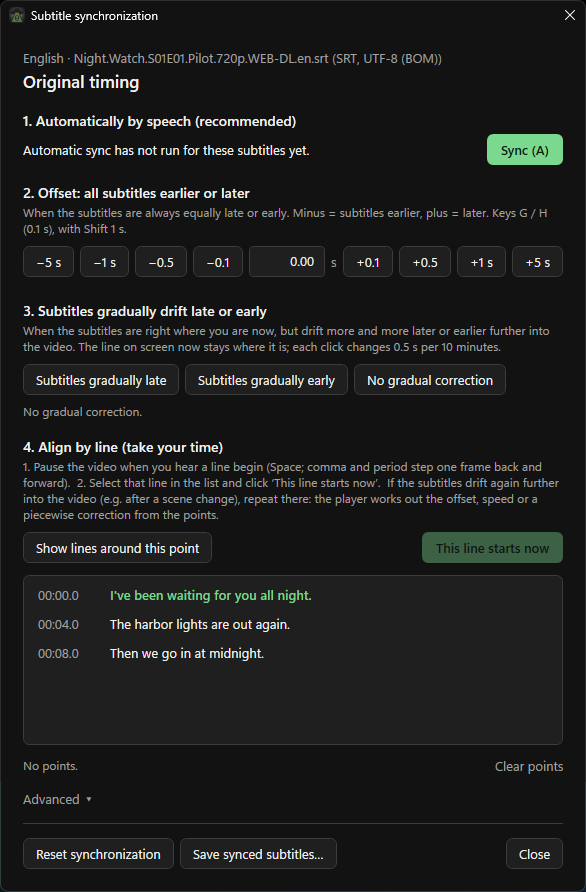 Subtitle synchronization
English · Night.Watch.S01E01.Pilot.720p.WEB-DL.en.srt (SRT, UTF-8 (BOM))
Original timing
1. Automatically by speech (recommended)
Automatic sync has not run for these subtitles yet.
Sync (A)
2. Offset: all subtitles earlier or later
When the subtitles are always equally late or early. Minus = subtitles earlier, plus = later. Keys G / H
(0.1 s), with Shift 1 s.
−5 s −1 s −0.5 −0.1 0.00 s +0.1 +0.5 +1 s +5 s
3. Subtitles gradually drift late or early
When the subtitles are right where you are now, but drift more and more later or earlier further into
the video. The line on screen now stays where it is; each click changes 0.5 s per 10 minutes.
Subtitles gradually late Subtitles gradually early No gradual correction
No gradual correction.
4. Align by line (take your time)
1. Pause the video when you hear a line begin (Space; comma and period step one frame back and
forward).  2. Select that line in the list and click ‘This line starts now’.  If the subtitles drift again further
into the video (e.g. after a scene change), repeat there: the player works out the offset, speed or a
piecewise correction from the points.
Show lines around this point This line starts now
00:00.0 I've been waiting for you all night.
00:04.0 The harbor lights are out again.
00:08.0 Then we go in at midnight.
No points. Clear points
Advanced ▾
Reset synchronization Save synced subtitles... Close